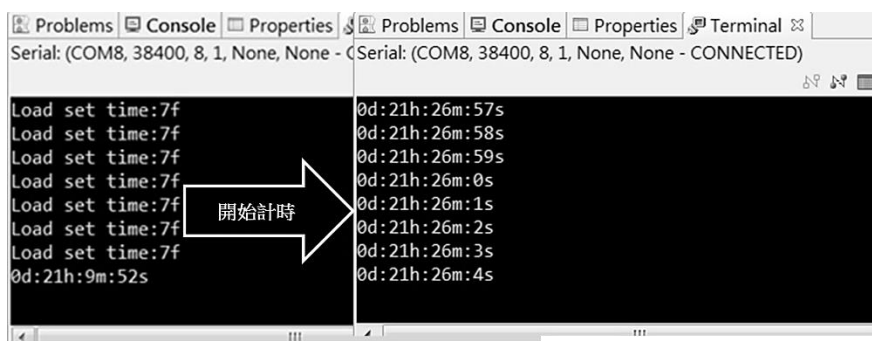 Problems Console Properties
Serial: (COM8, 38400, 8, 1, None, None -
Load set time:7f
Load set time:7f
Load set time:7f
Load set time:7f
Load set time:7f
Load set time:7f
Load set time:7f
0d:21h:9m:52s
開始計時
Problems Console Properties Terminal
Serial: (COM8, 38400, 8, 1, None, None - CONNECTED)
0d:21h:26m:57s
0d:21h:26m:58s
0d:21h:26m:59s
0d:21h:26m:0s
0d:21h:26m:1s
0d:21h:26m:2s
0d:21h:26m:3s
0d:21h:26m:4s